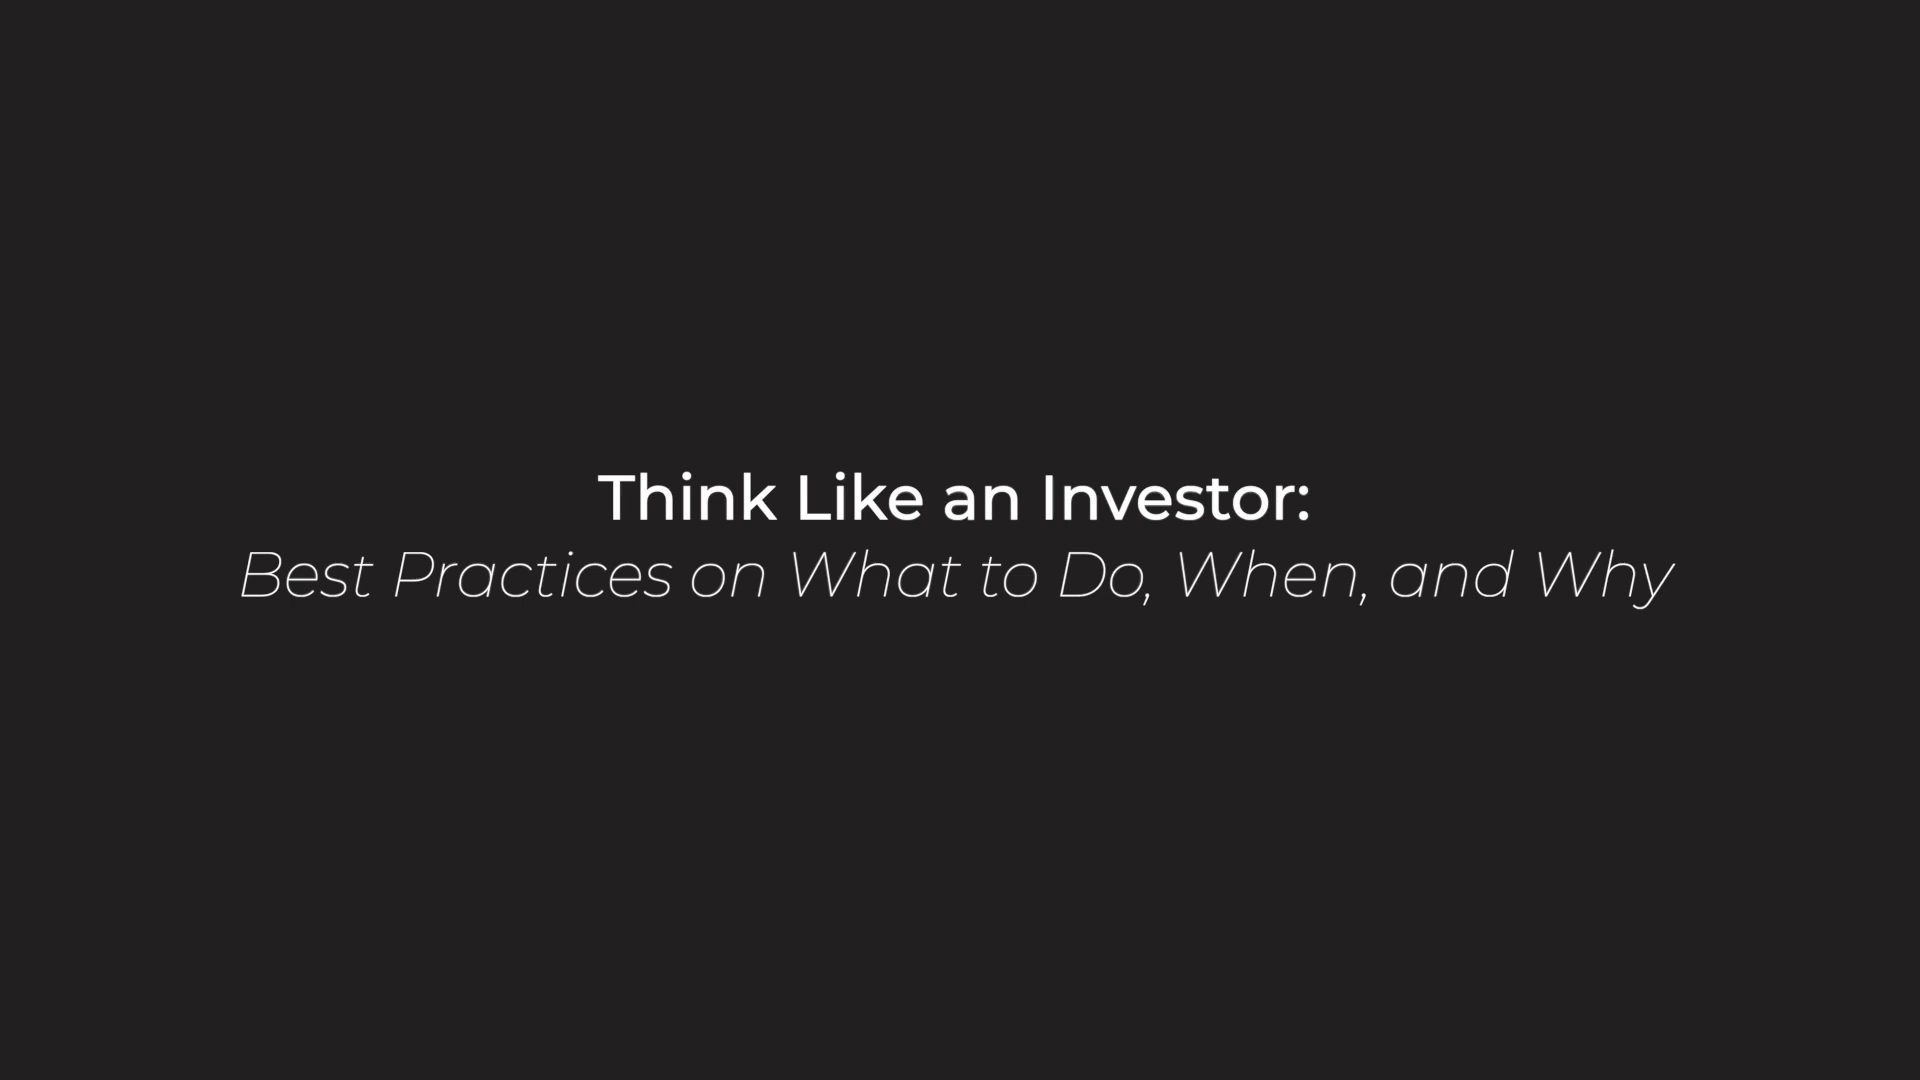 Think Like an Investor:
Best Practices on What to Do, When, and Why